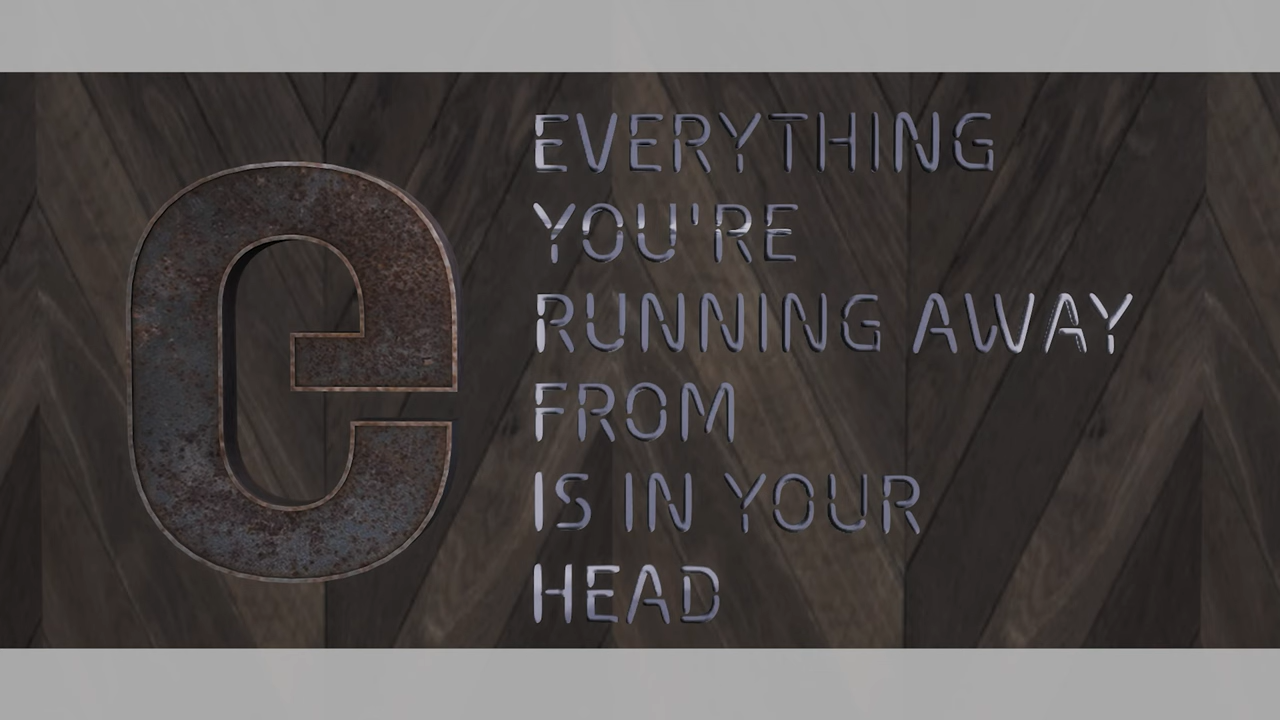 e
EVERYTHING
YOU'RE
RUNNING AWAY
FROM
IS IN YOUR
HEAD